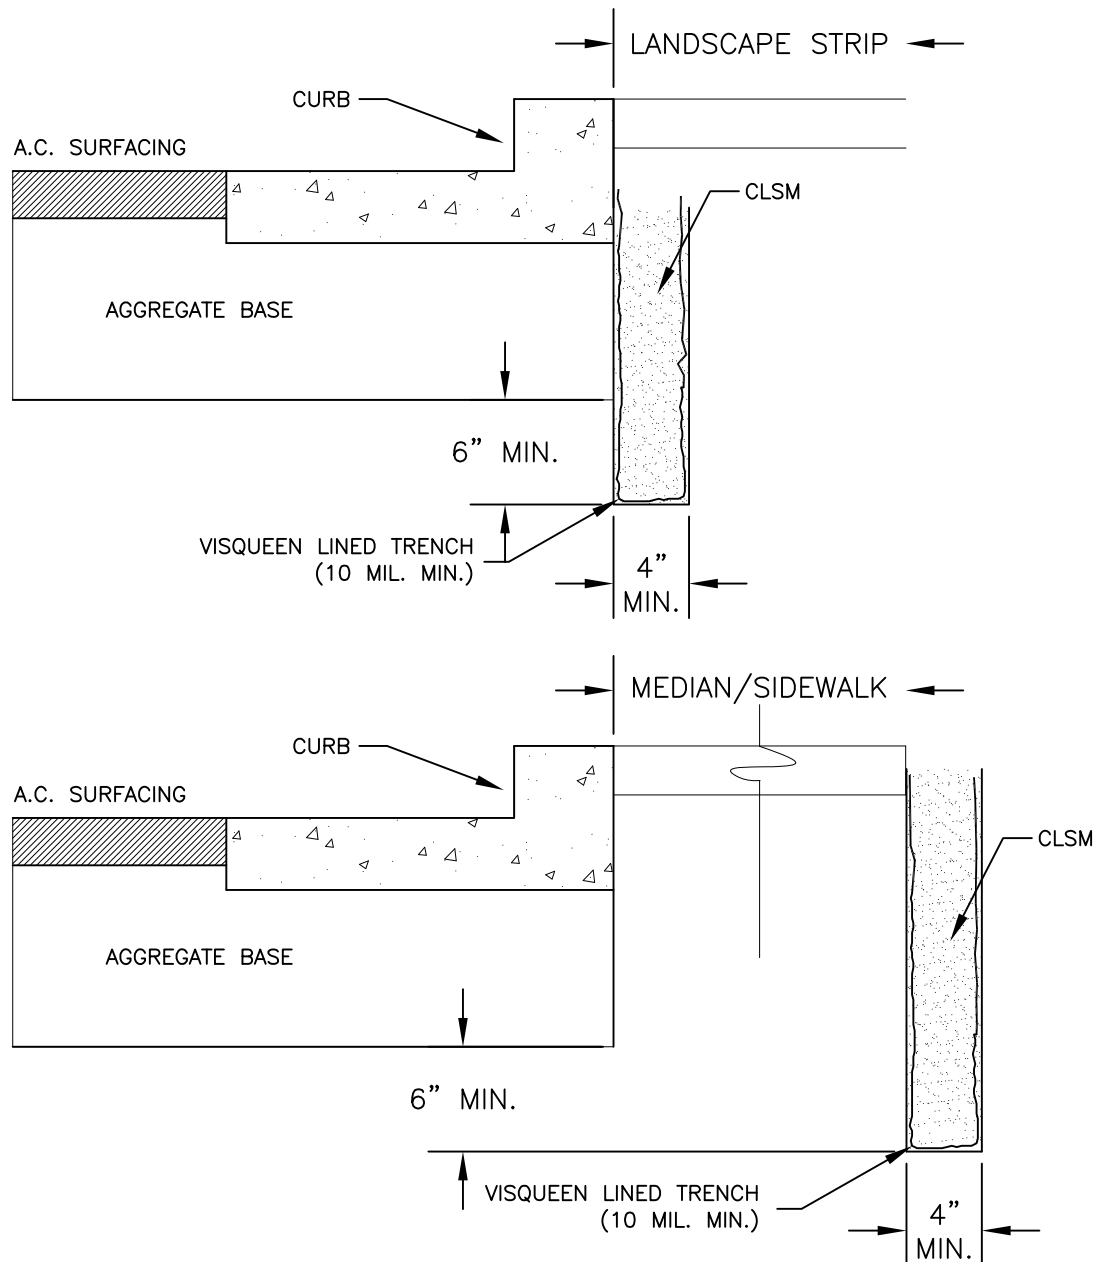 LANDSCAPE STRIP
CURB
A.C. SURFACING
CLSM
AGGREGATE BASE
6” MIN.
VISQUEEN LINED TRENCH
(10 MIL. MIN.)
4”
MIN.
MEDIAN/SIDEWALK
CURB
A.C. SURFACING
CLSM
AGGREGATE BASE
6” MIN.
VISQUEEN LINED TRENCH
(10 MIL. MIN.)
4”
MIN.